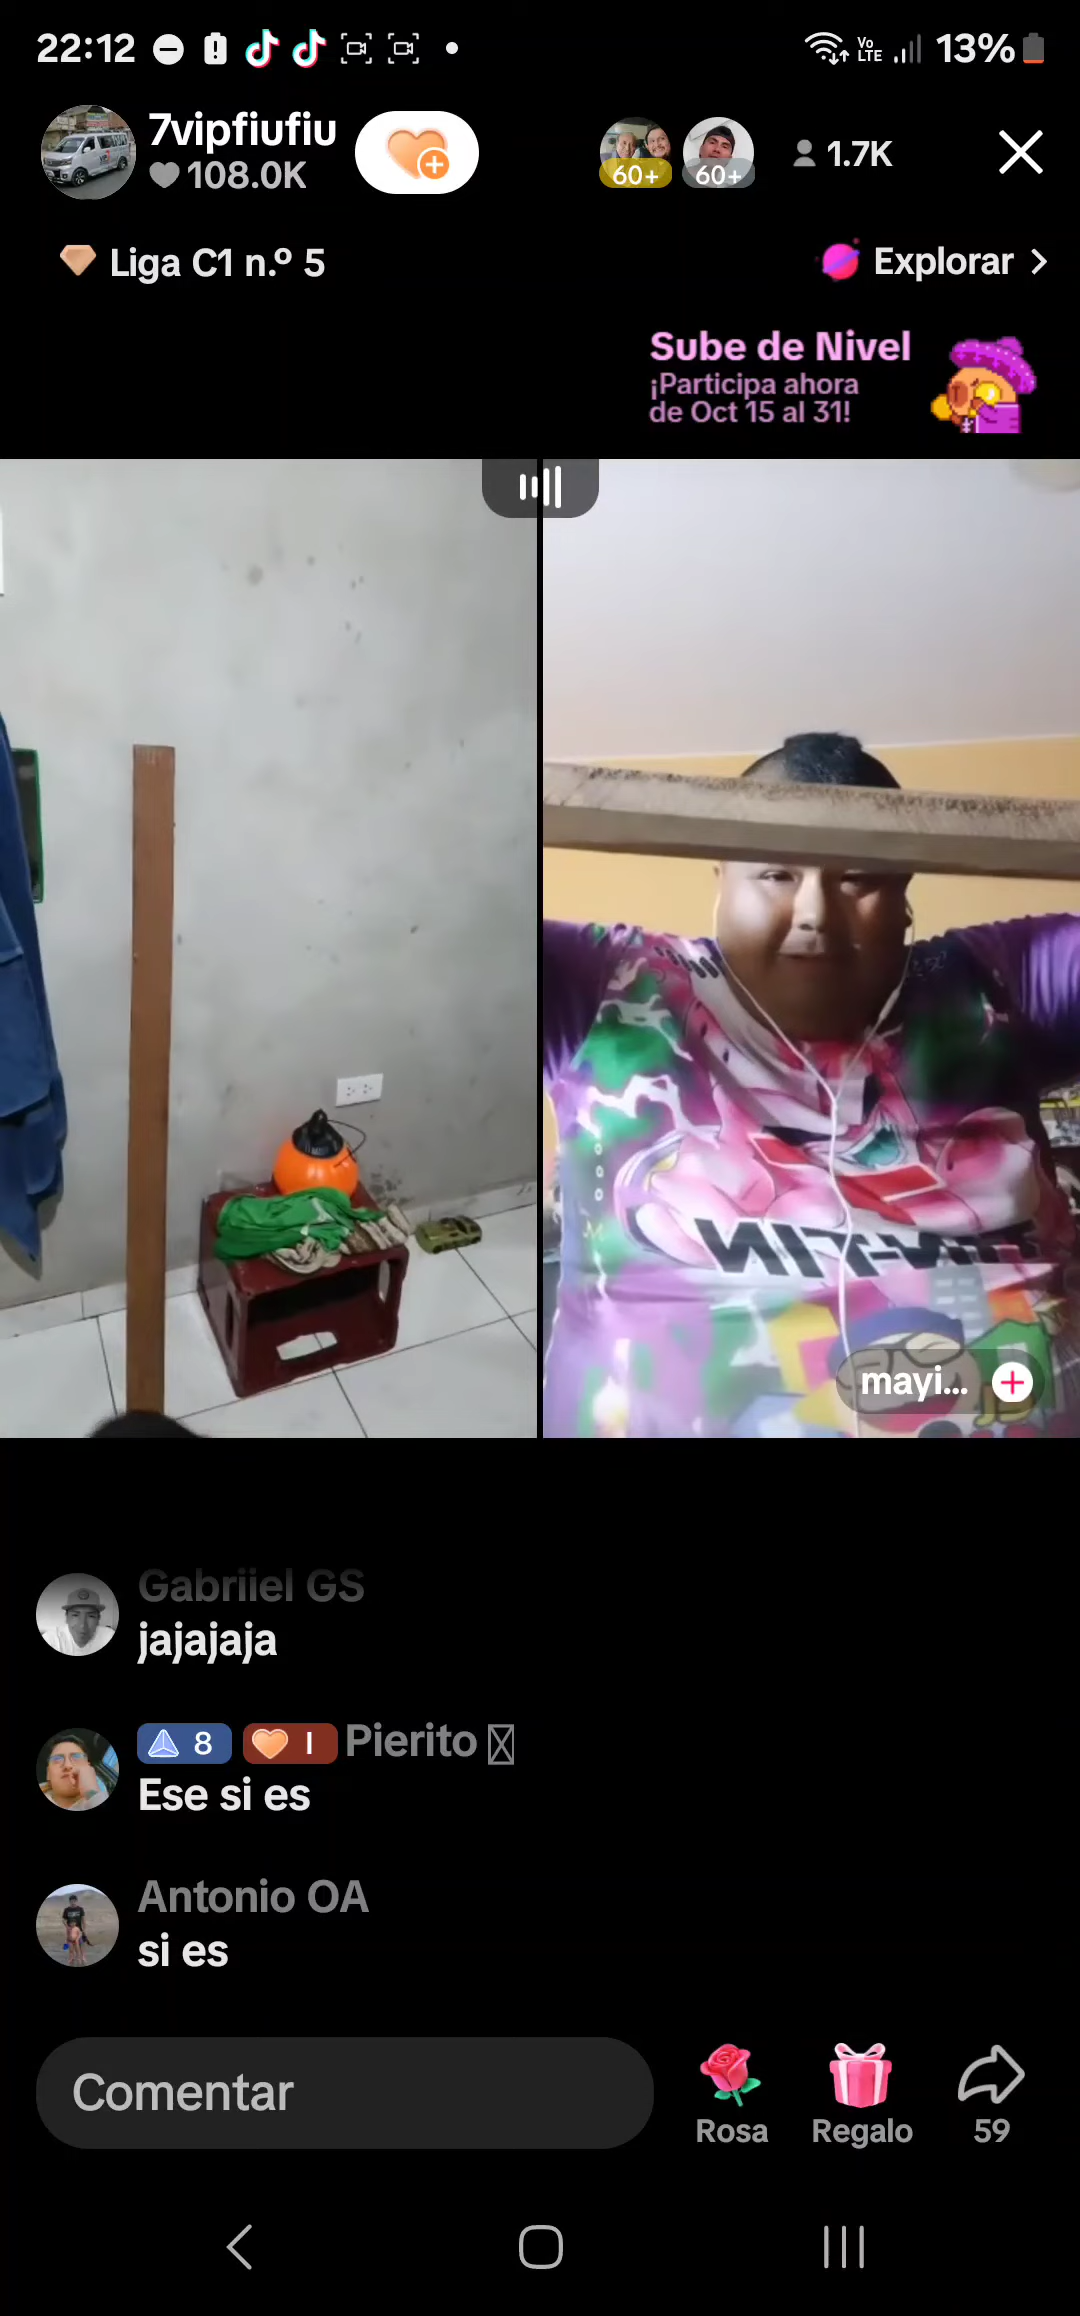 22:12
Vo
LTE
13%
7vipfiufiu
108.0K
60+
60+
1.7K
Liga C1 n.º 5
Explorar
Sube de Nivel
¡Participa ahora
de Oct 15 al 31!
mayi...
Gabriiel GS
jajajaja
8
I
Pierito
Ese si es
Antonio OA
si es
Comentar
Rosa
Regalo
59